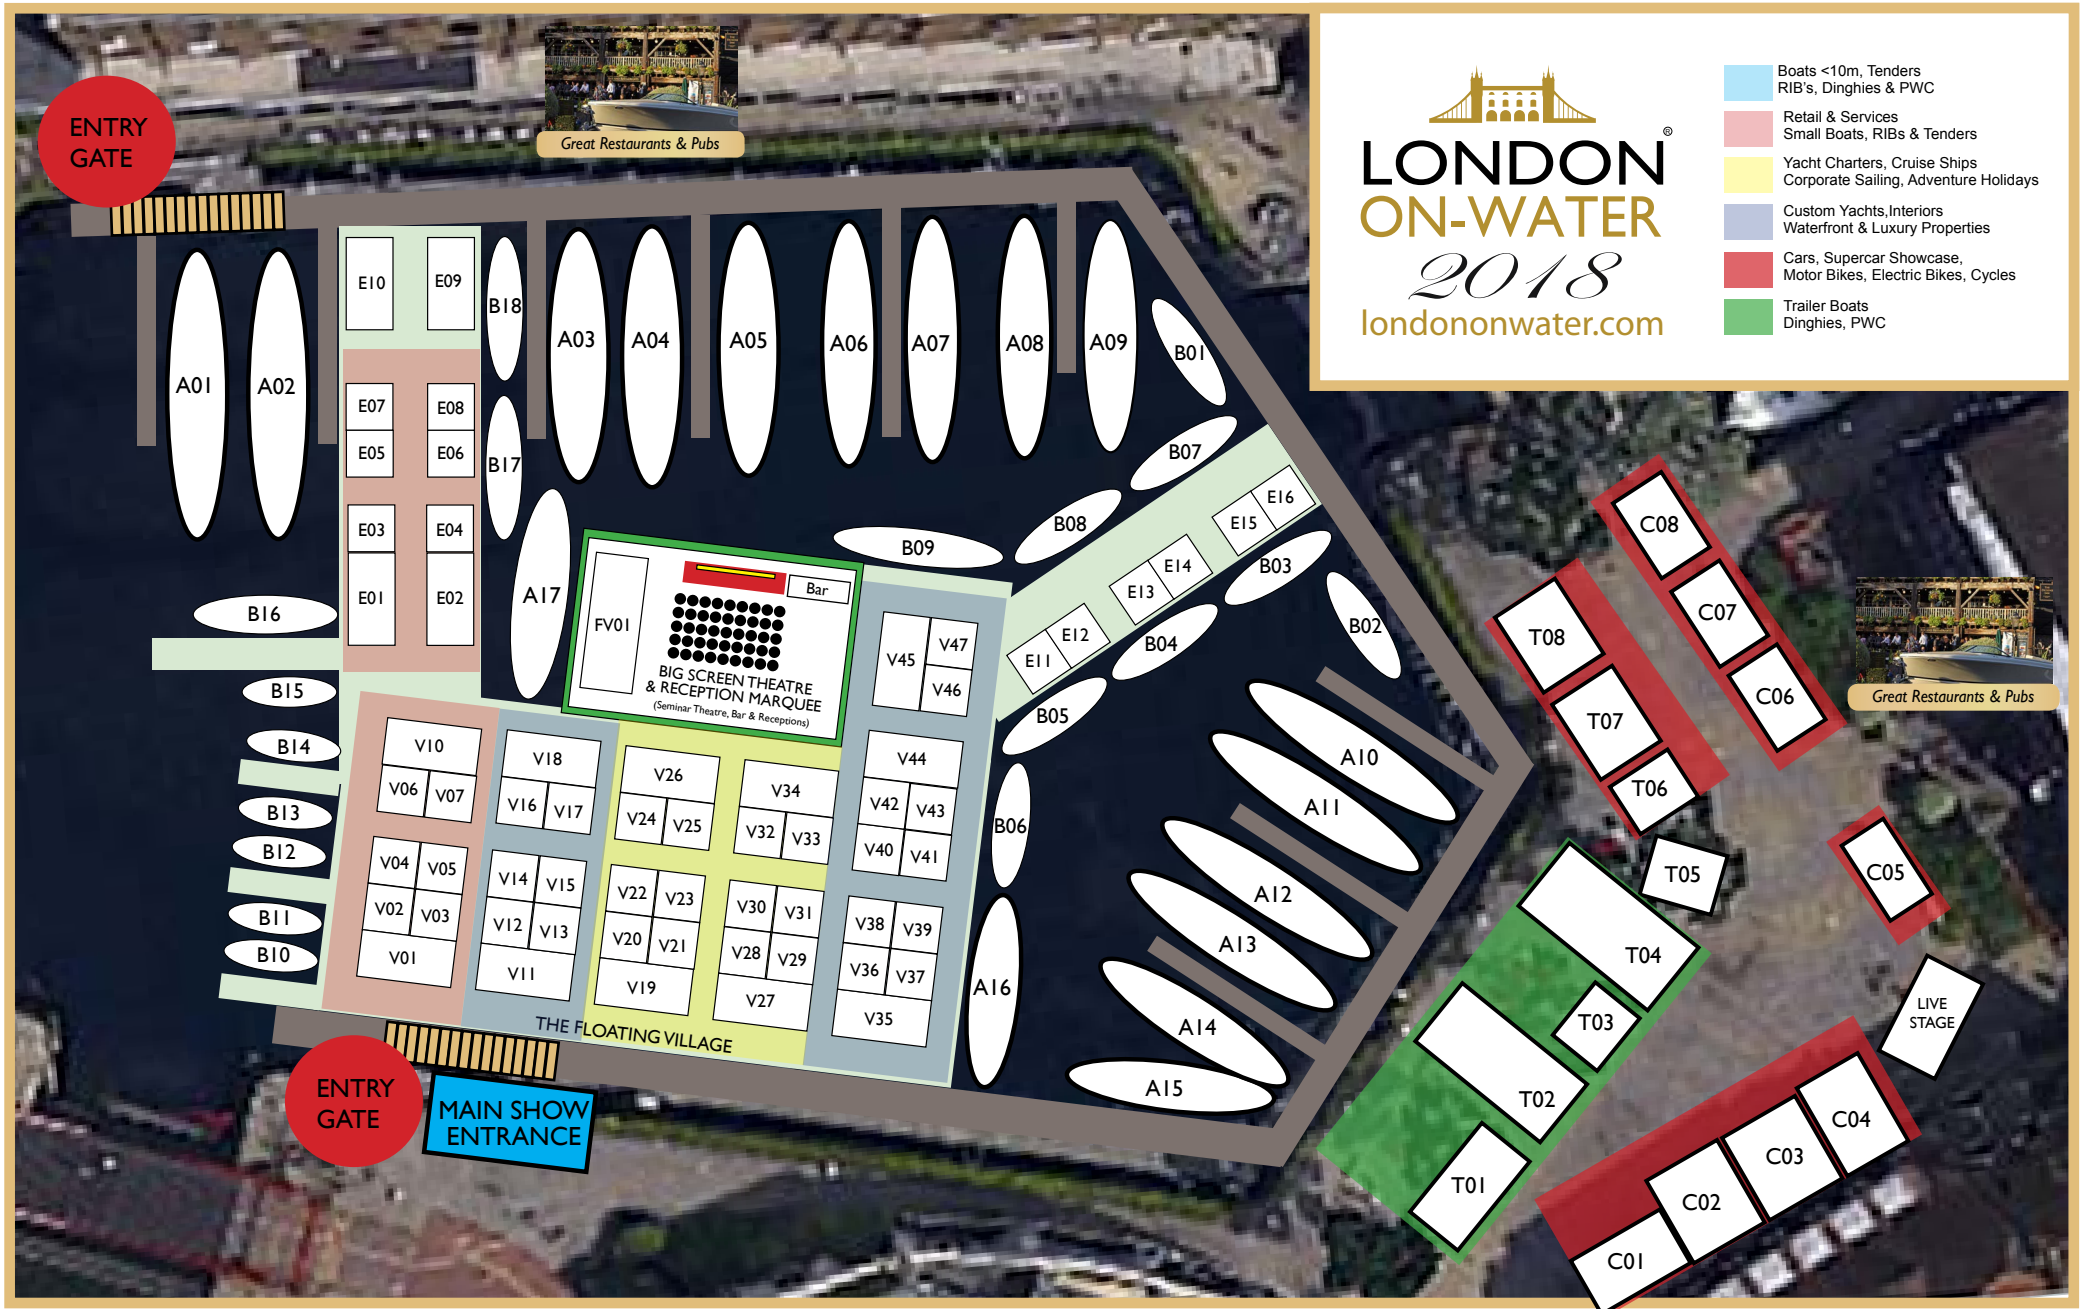 ENTRY
GATE
Great Restaurants & Pubs
LONDON®
ON-WATER
2018
londononwater.com
Boats <10m, Tenders
RIB's, Dinghies & PWC
Retail & Services
Small Boats, RIBs & Tenders
Yacht Charters, Cruise Ships
Corporate Sailing, Adventure Holidays
Custom Yachts,Interiors
Waterfront & Luxury Properties
Cars, Supercar Showcase,
Motor Bikes, Electric Bikes, Cycles
Trailer Boats
Dinghies, PWC
A01
A02
E10
E09
B18
A03
A04
A05
A06
A07
A08
A09
B01
E07
E08
E05
E06
B17
B07
E03
E04
E01
E02
A17
B09
B08
E16
E15
E14
E13
E12
E11
B03
B04
B05
B02
B16
B15
B14
B13
B12
B11
B10
FV01
Bar
BIG SCREEN THEATRE
& RECEPTION MARQUEE
(Seminar Theatre, Bar & Receptions)
V45
V47
V46
V10
V06
V07
V04
V05
V02
V03
V01
V18
V16
V17
V14
V15
V12
V13
V11
V26
V24
V25
V22
V23
V20
V21
V19
V34
V32
V33
V30
V31
V28
V29
V27
V44
V42
V43
V40
V41
V38
V39
V36
V37
V35
THE FLOATING VILLAGE
B06
A16
A10
A11
A12
A13
A14
A15
C08
C07
C06
T08
T07
T06
T05
C05
Great Restaurants & Pubs
T04
T03
T02
T01
LIVE
STAGE
C04
C03
C02
C01
ENTRY
GATE
MAIN SHOW
ENTRANCE